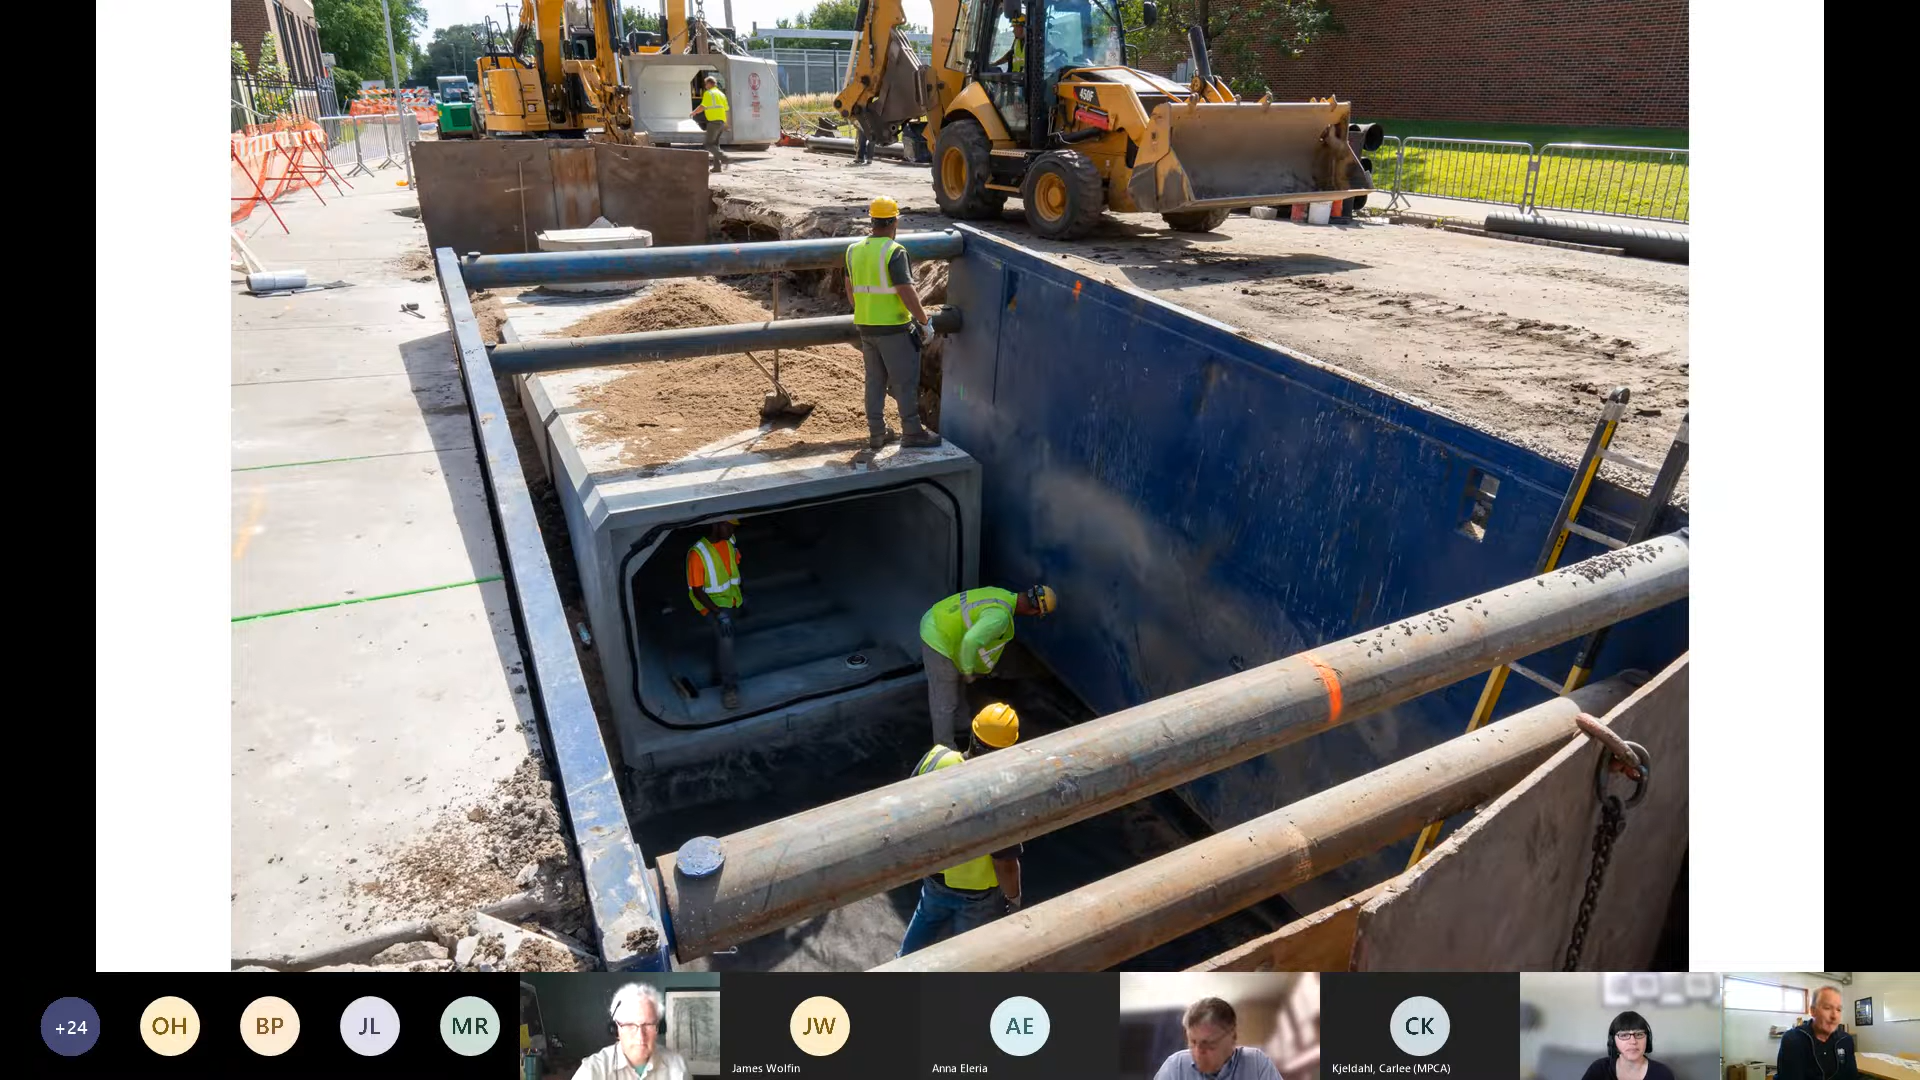 450F
+24
OH
BP
JL
MR
JW
James Wolfin
AE
Anna Eleria
CK
Kjeldahl, Carlee (MPCA)